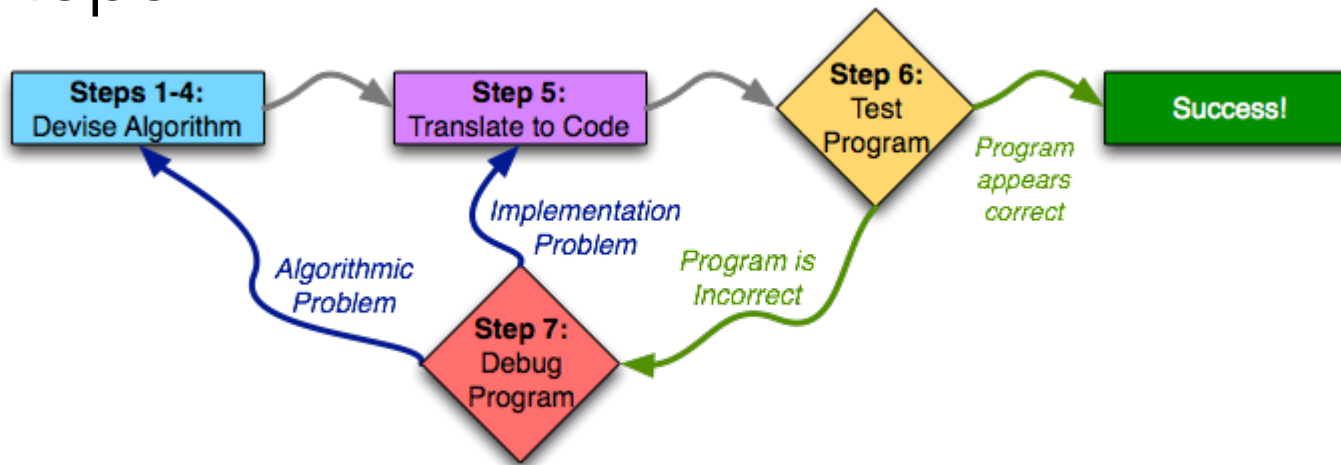 Steps 1-4:
Devise Algorithm
Step 5:
Translate to Code
Step 6:
Test
Program
Success!
Program
appears
correct
Implementation
Problem
Program is
Incorrect
Algorithmic
Problem
Step 7:
Debug
Program